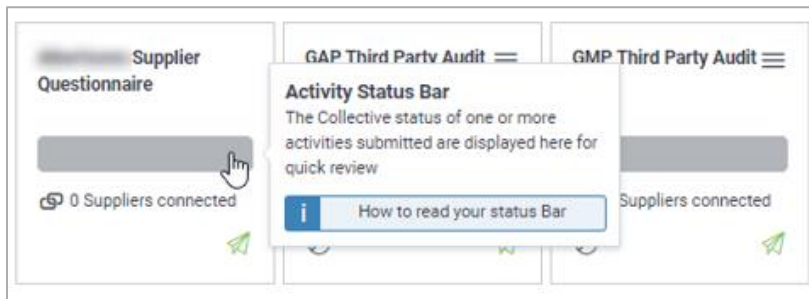 Supplier
Questionnaire
0 Suppliers connected
GAP Third Party Audit
Activity Status Bar
The Collective status of one or more
activities submitted are displayed here for
quick review
i How to read your status Bar
GMP Third Party Audit
Suppliers connected